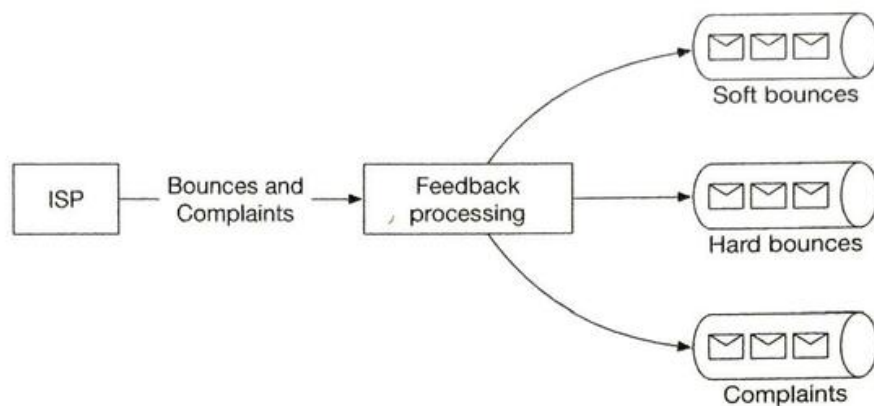 Soft bounces
ISP
Bounces and
Complaints
Feedback
processing
Hard bounces
Complaints